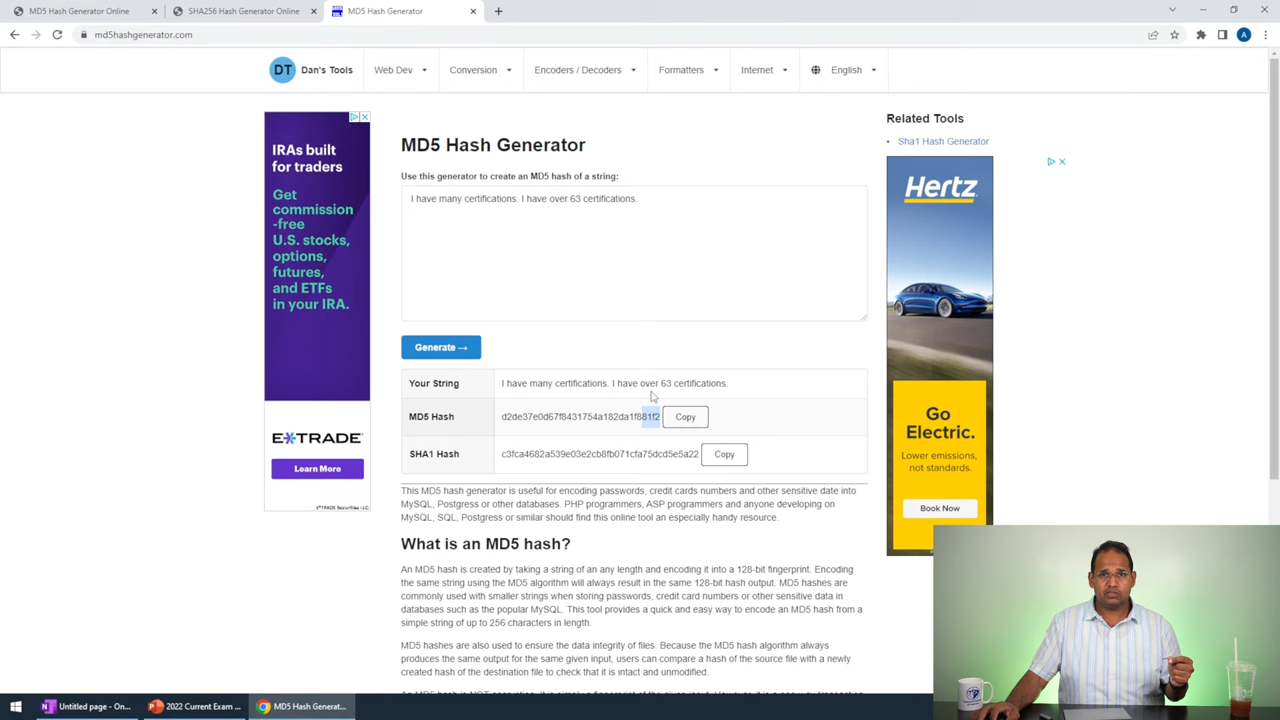 MD5 Hash Generator Online
SHA256 Hash Generator Online
MD5 Hash Generator
md5hashgenerator.com
A
DT Dan's Tools
Web Dev
Conversion
Encoders / Decoders
Formatters
Internet
English
IRAs built
for traders
Get
commission
-free
U.S. stocks,
options,
futures,
and ETFs
in your IRA.
E*TRADE
Learn More
E*TRADE Securities LLC
MD5 Hash Generator
Use this generator to create an MD5 hash of a string:
I have many certifications. I have over 63 certifications.
Generate →
Your String I have many certifications. I have over 63 certifications.
MD5 Hash d2de37e0d67f8431754a182da1f881f2 Copy
SHA1 Hash c3fca4682a539e03e2cb8fb071cfa75dcd5e5a22 Copy
This MD5 hash generator is useful for encoding passwords, credit cards numbers and other sensitive date into
MySQL, Postgress or other databases. PHP programmers, ASP programmers and anyone developing on
MySQL, SQL, Postgress or similar should find this online tool an especially handy resource.
What is an MD5 hash?
An MD5 hash is created by taking a string of an any length and encoding it into a 128-bit fingerprint. Encoding
the same string using the MD5 algorithm will always result in the same 128-bit hash output. MD5 hashes are
commonly used with smaller strings when storing passwords, credit card numbers or other sensitive data in
databases such as the popular MySQL. This tool provides a quick and easy way to encode an MD5 hash from a
simple string of up to 256 characters in length.
MD5 hashes are also used to ensure the data integrity of files. Because the MD5 hash algorithm always
produces the same output for the same given input, users can compare a hash of the source file with a newly
created hash of the destination file to check that it is intact and unmodified.
Related Tools
• Sha1 Hash Generator
Hertz
Go
Electric.
Lower emissions,
not standards.
Book Now
Untitled page - On...
2022 Current Exam ...
MD5 Hash Generat...